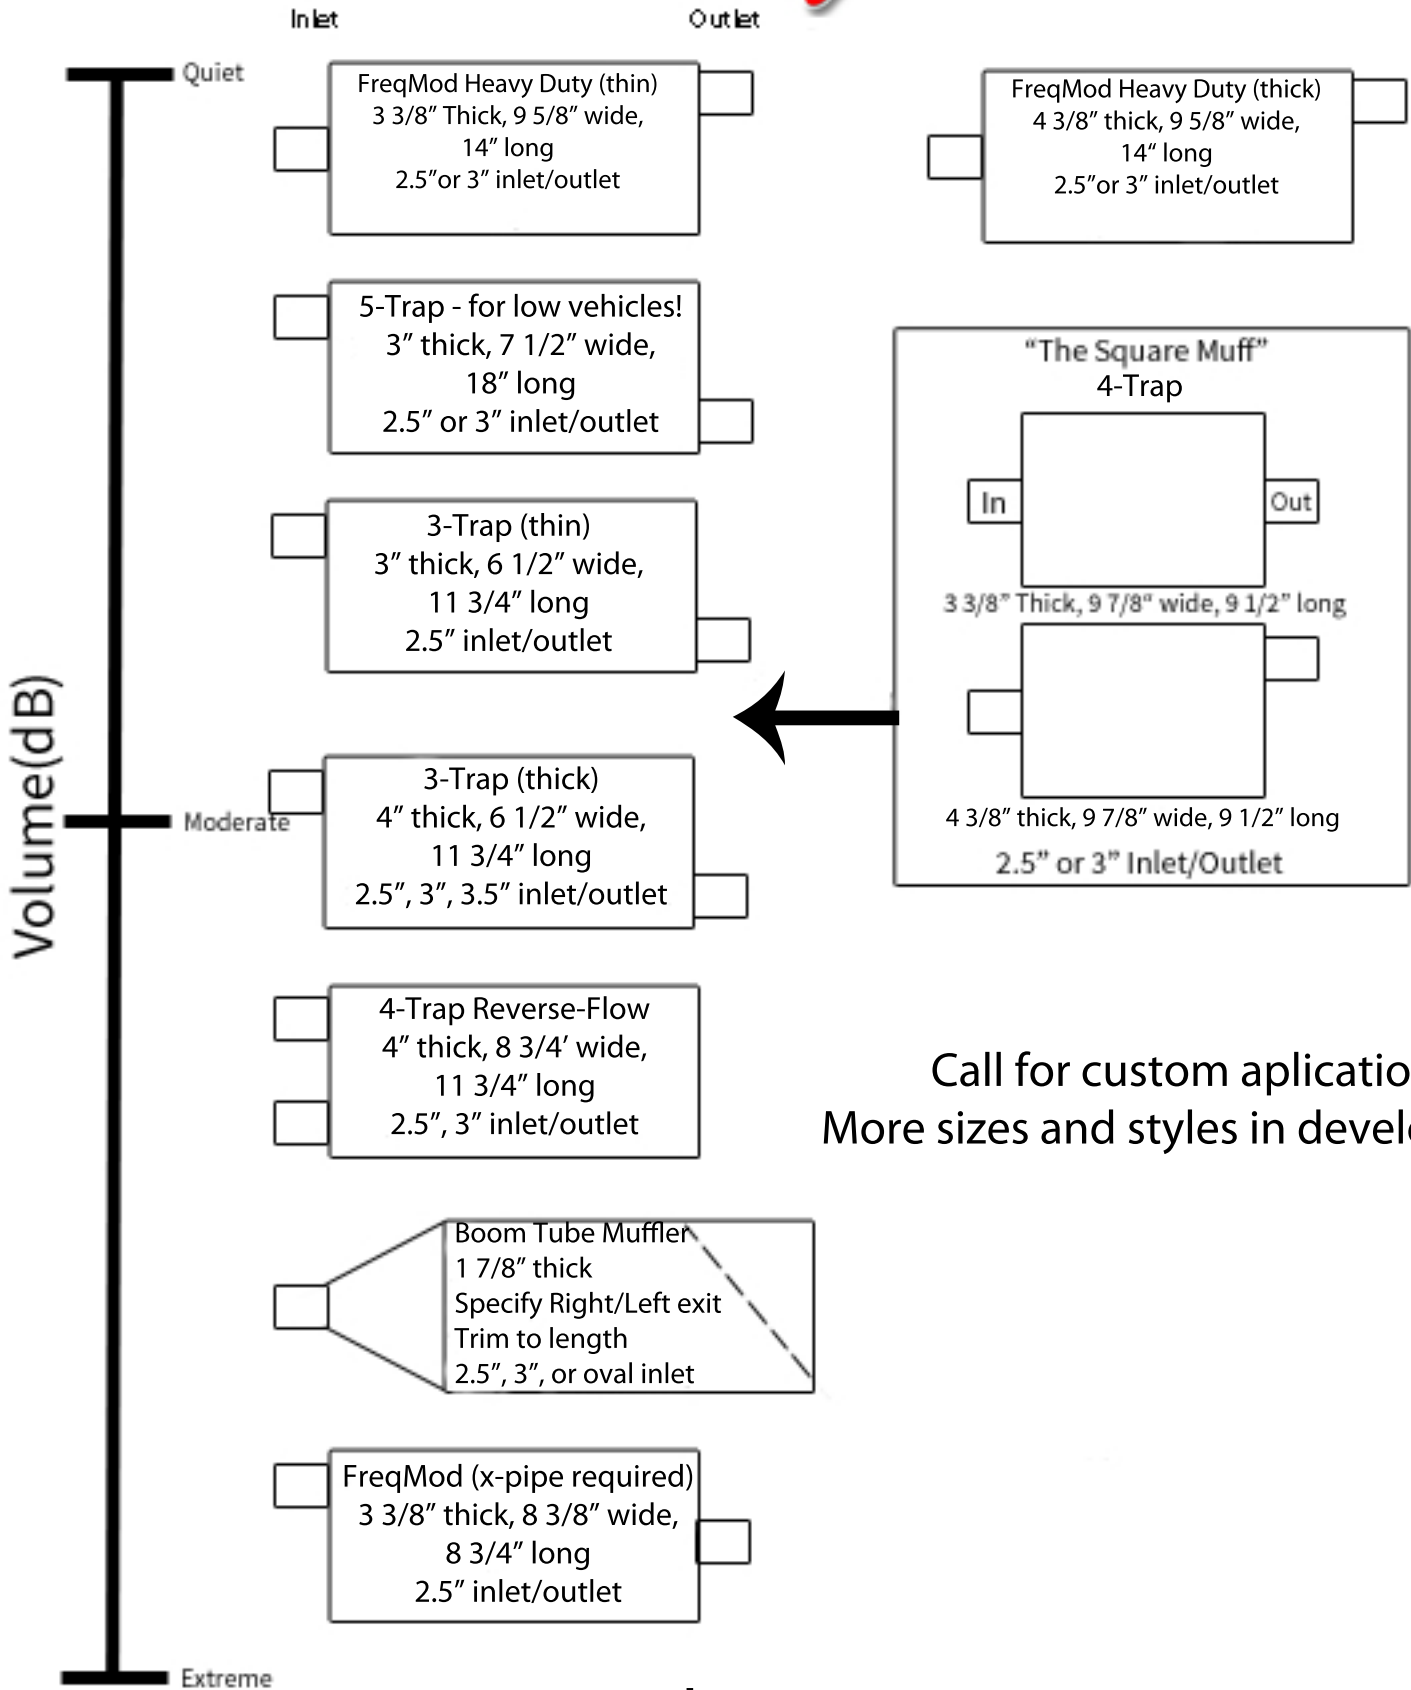 Inlet
Outlet
Quiet
FreqMod Heavy Duty (thin)
3 3/8” Thick, 9 5/8” wide,
14” long
2.5”or 3” inlet/outlet
FreqMod Heavy Duty (thick)
4 3/8” thick, 9 5/8” wide,
14“ long
2.5”or 3” inlet/outlet
5-Trap - for low vehicles!
3” thick, 7 1/2” wide,
18” long
2.5” or 3” inlet/outlet
“The Square Muff”
4-Trap
In
Out
3 3/8” Thick, 9 7/8“ wide, 9 1/2” long
4 3/8” thick, 9 7/8” wide, 9 1/2” long
2.5” or 3” Inlet/Outlet
3-Trap (thin)
3” thick, 6 1/2” wide,
11 3/4” long
2.5” inlet/outlet
Volume(dB)
Moderate
3-Trap (thick)
4” thick, 6 1/2” wide,
11 3/4” long
2.5”, 3”, 3.5” inlet/outlet
4-Trap Reverse-Flow
4” thick, 8 3/4’ wide,
11 3/4” long
2.5”, 3” inlet/outlet
Call for custom aplicatio
More sizes and styles in devel
Boom Tube Muffler
1 7/8” thick
Specify Right/Left exit
Trim to length
2.5”, 3”, or oval inlet
FreqMod (x-pipe required)
3 3/8” thick, 8 3/8” wide,
8 3/4” long
2.5” inlet/outlet
Extreme